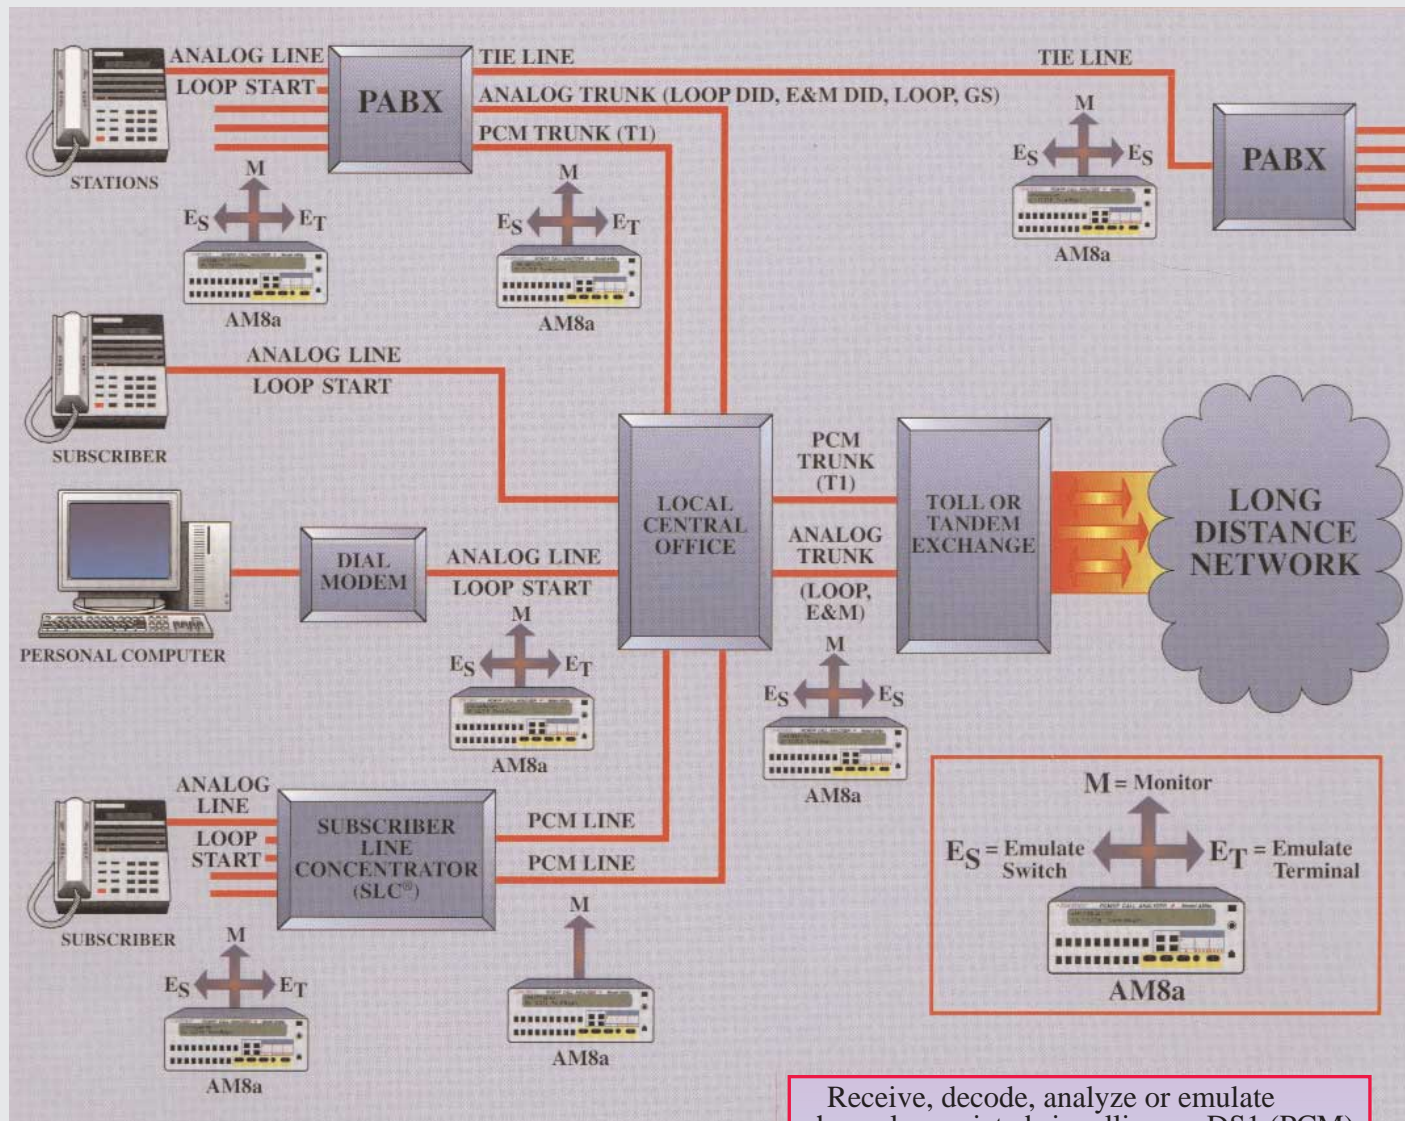 ANALOG LINE
LOOP START
STATIONS
PABX
TIE LINE
TIE LINE
ANALOG TRUNK (LOOP DID, E&M DID, LOOP, GS)
PCM TRUNK (T1)
PABX
M
ES ET
AM8a
M
ES ET
AM8a
M
ES ES
AM8a
ANALOG LINE
LOOP START
SUBSCRIBER
PERSONAL COMPUTER
DIAL
MODEM
ANALOG LINE
LOOP START
LOCAL
CENTRAL
OFFICE
PCM
TRUNK
(T1)
ANALOG
TRUNK
(LOOP,
E&M)
TOLL OR
TANDEM
EXCHANGE
LONG
DISTANCE
NETWORK
M
ES ET
AM8a
M
ES ES
AM8a
ANALOG
LINE
LOOP
START
SUBSCRIBER
SUBSCRIBER
LINE
CONCENTRATOR
(SLC®)
PCM LINE
PCM LINE
M
ES ET
AM8a
M
AM8a
M = Monitor
ES = Emulate
Switch
ET = Emulate
Terminal
AM8a
Receive, decode, analyze or emulate